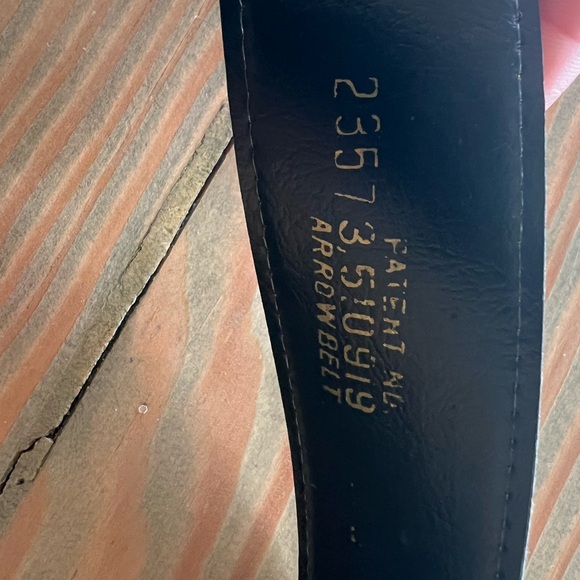 2357
PATENT NO.
3,510,919
ARROWBELT